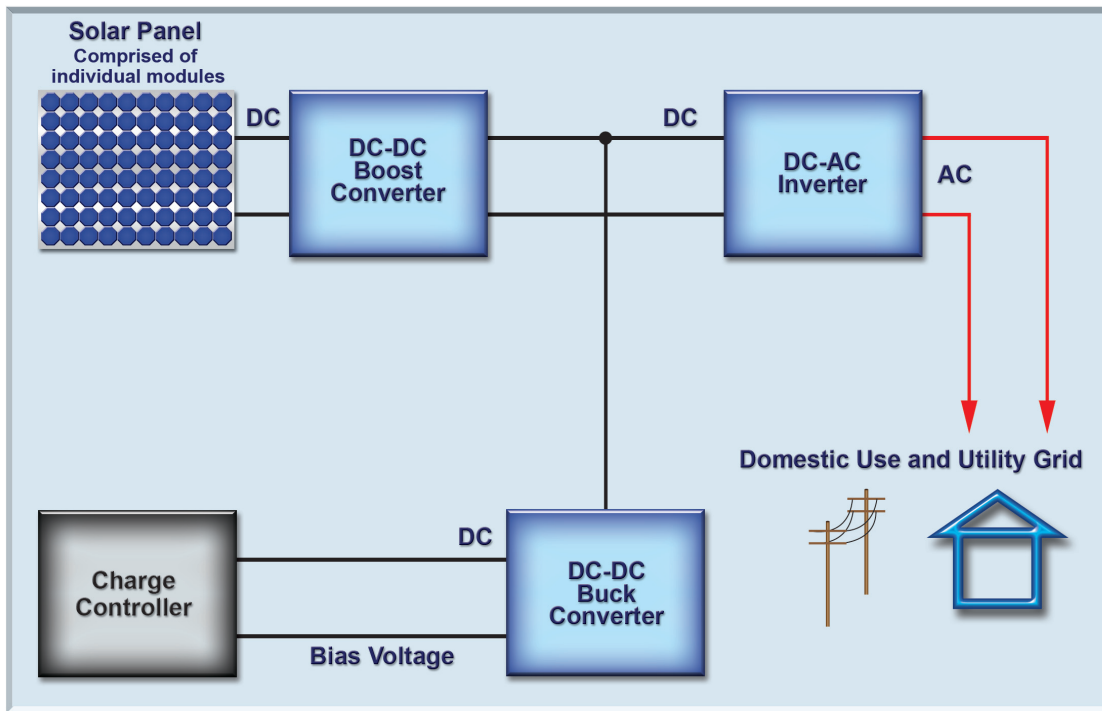 Solar Panel
Comprised of
individual modules
DC
DC-DC
Boost
Converter
DC
DC-AC
Inverter
AC
Domestic Use and Utility Grid
Charge
Controller
DC
Bias Voltage
DC-DC
Buck
Converter